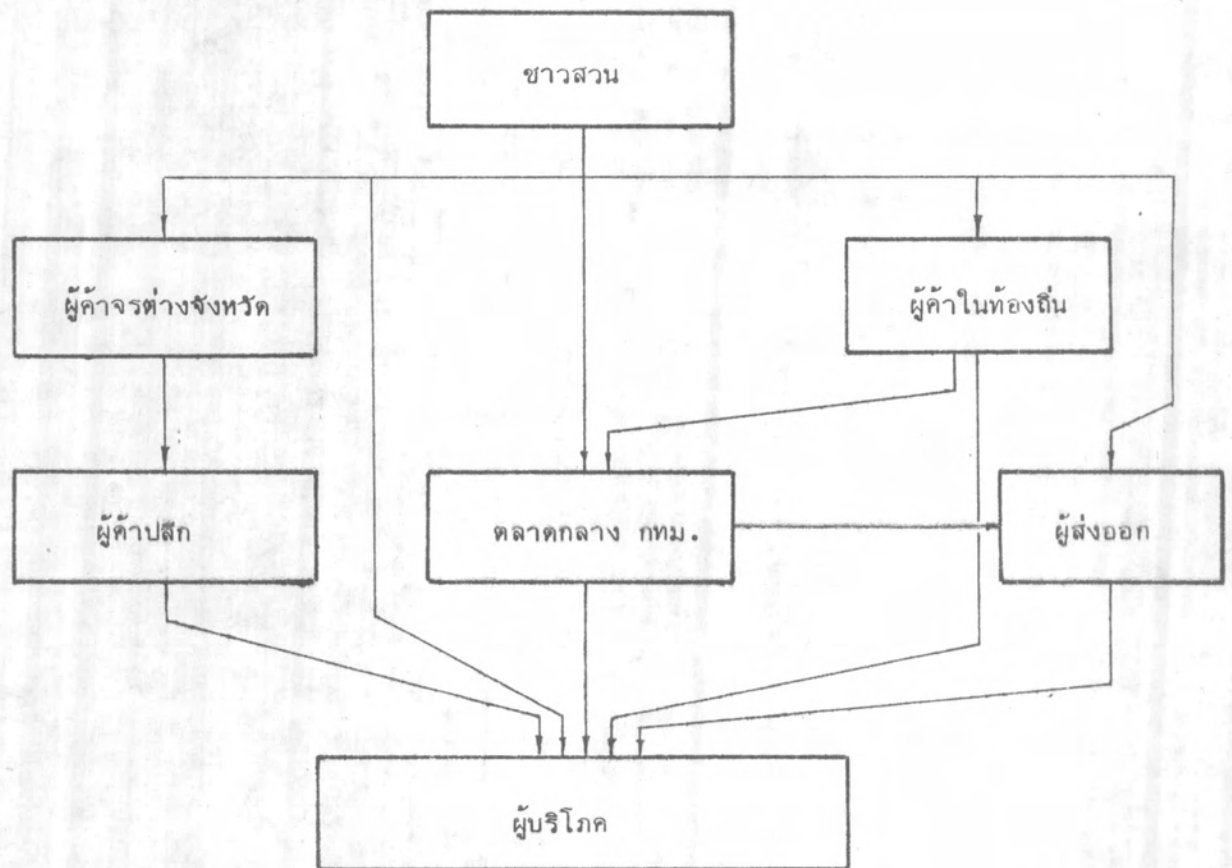 ชาวสวน
ผู้ค้าจรต่างจังหวัด
ผู้ค้าในท้องถิ่น
ผู้ค้าปลีก
ตลาดกลาง กทม.
ผู้ส่งออก
ผู้บริโภค